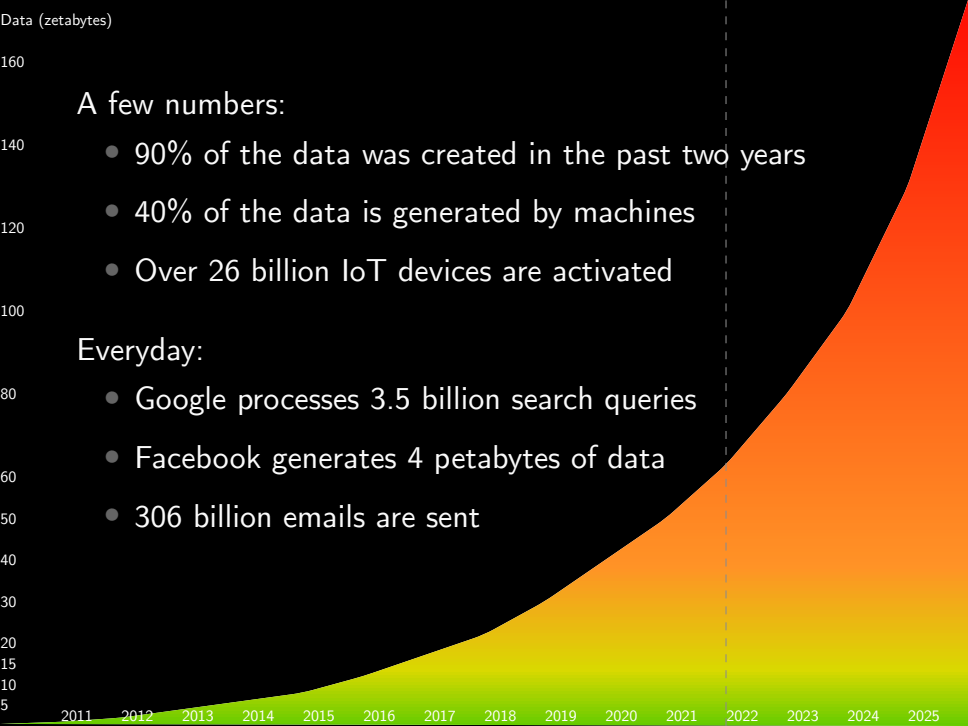 Data (zetabytes)
160
A few numbers:
140
90% of the data was created in the past two years
40% of the data is generated by machines
120
Over 26 billion IoT devices are activated
100
Everyday:
80
Google processes 3.5 billion search queries
Facebook generates 4 petabytes of data
60
50
306 billion emails are sent
40
30
20
15
10
5
2011 2012 2013 2014 2015 2016 2017 2018 2019 2020 2021 2022 2023 2024 2025